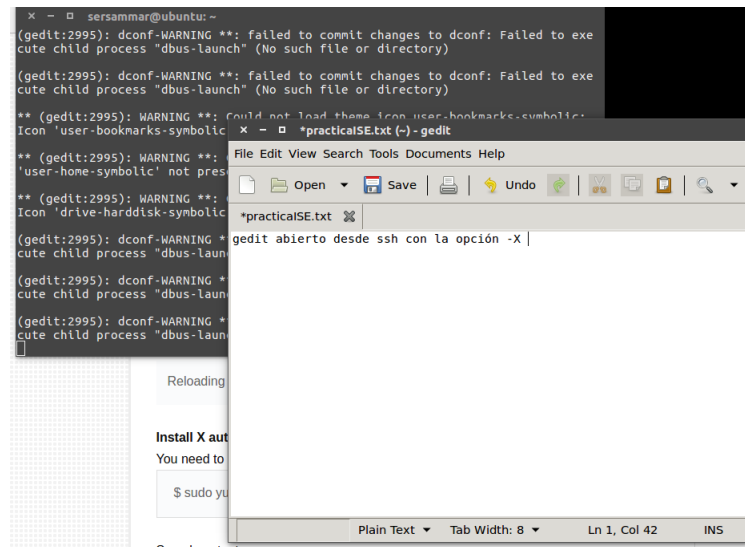 sersammar@ubuntu: ~
(gedit:2995): dconf-WARNING **: failed to commit changes to dconf: Failed to exe
cute child process "dbus-launch" (No such file or directory)
(gedit:2995): dconf-WARNING **: failed to commit changes to dconf: Failed to exe
cute child process "dbus-launch" (No such file or directory)
** (gedit:2995): WARNING **: Could not load theme icon user-bookmarks-symbolic:
Icon 'user-bookmarks-symbolic
** (gedit:2995): WARNING **:
'user-home-symbolic' not pres
** (gedit:2995): WARNING **:
Icon 'drive-harddisk-symbolic
(gedit:2995): dconf-WARNING *
cute child process "dbus-laun
(gedit:2995): dconf-WARNING *
cute child process "dbus-laun
(gedit:2995): dconf-WARNING *
cute child process "dbus-laun
*practicaISE.txt (~) - gedit
File Edit View Search Tools Documents Help
Open Save Undo
*practicaISE.txt
gedit abierto desde ssh con la opción -X
Plain Text Tab Width: 8 Ln 1, Col 42 INS
Reloading
Install X aut
You need to
$ sudo yu